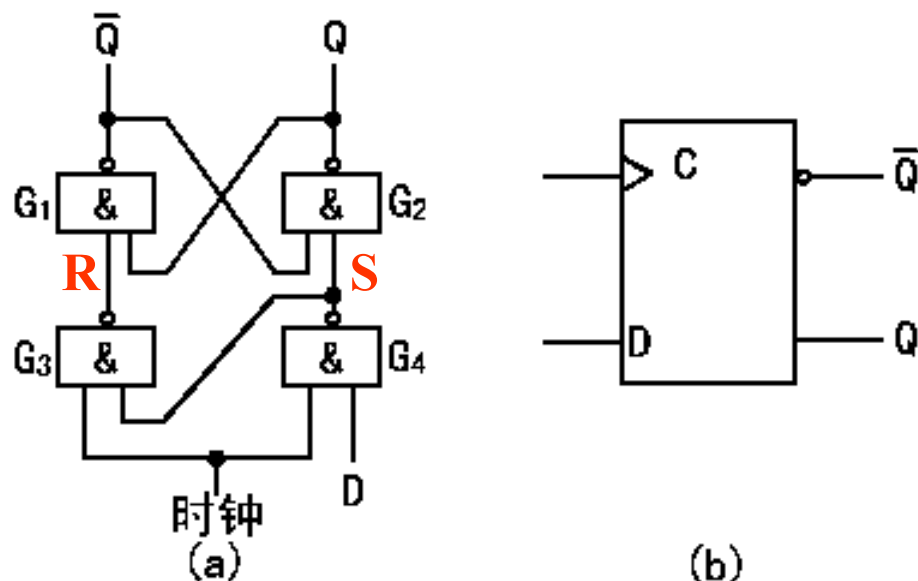 Q̅ Q
G₁ & & G₂
R S
G₃ & & G₄
D
时钟
(a)
C Q̅
D Q
(b)